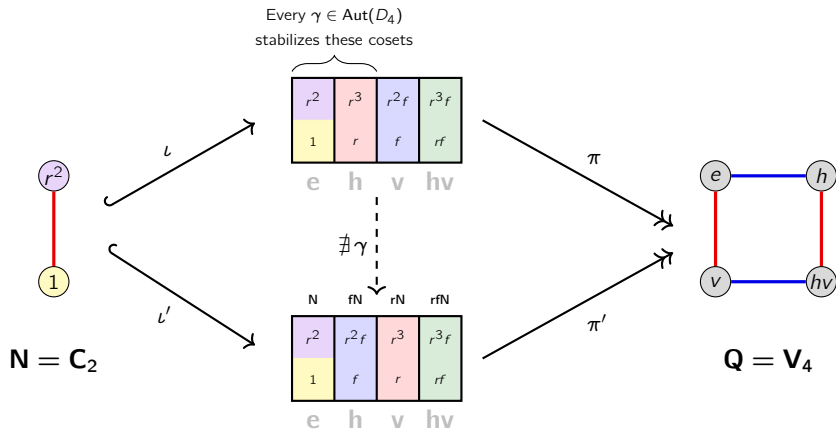 Every γ ∈ Aut(D₄)
stabilizes these cosets
r² r³ r²f r³f
1 r f rf
e h v hv
ι
π
r²
1
N = C₂
∄ γ
e h
v hv
Q = V₄
ι′
π′
N fN rN rfN
r² r²f r³ r³f
1 f r rf
e h v hv